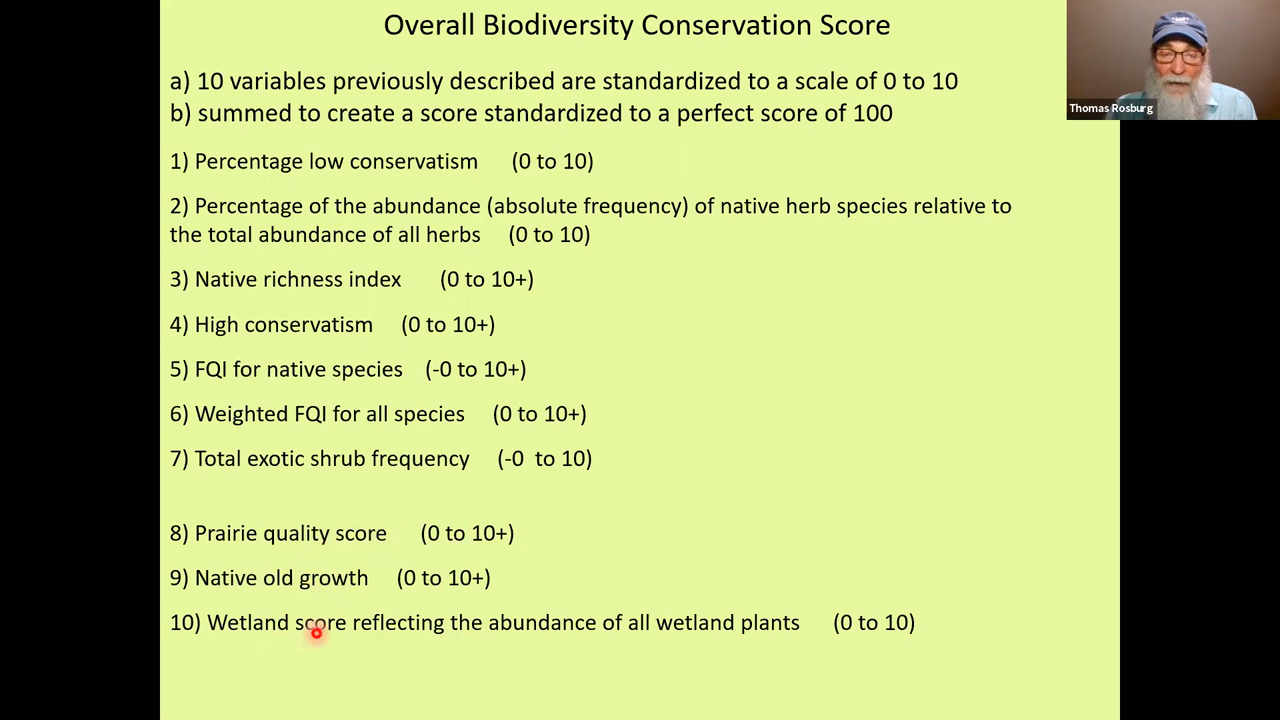 Overall Biodiversity Conservation Score
a) 10 variables previously described are standardized to a scale of 0 to 10
b) summed to create a score standardized to a perfect score of 100
1) Percentage low conservatism (0 to 10)
2) Percentage of the abundance (absolute frequency) of native herb species relative to
the total abundance of all herbs (0 to 10)
3) Native richness index (0 to 10+)
4) High conservatism (0 to 10+)
5) FQI for native species (-0 to 10+)
6) Weighted FQI for all species (0 to 10+)
7) Total exotic shrub frequency (-0 to 10)
8) Prairie quality score (0 to 10+)
9) Native old growth (0 to 10+)
10) Wetland score reflecting the abundance of all wetland plants (0 to 10)
Thomas Rosburg